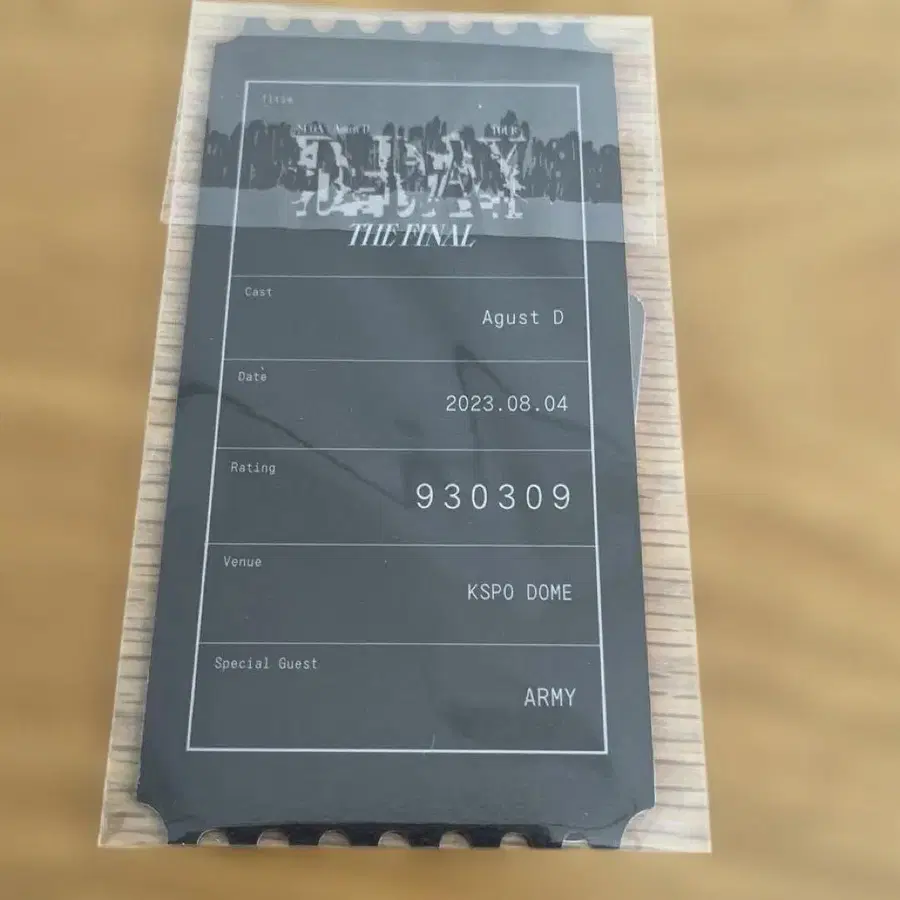 Title
SUGA Agust D TOUR
D-DAY
THE FINAL
Cast
Agust D
Date
2023.08.04
Rating
930309
Venue
KSPO DOME
Special Guest
ARMY